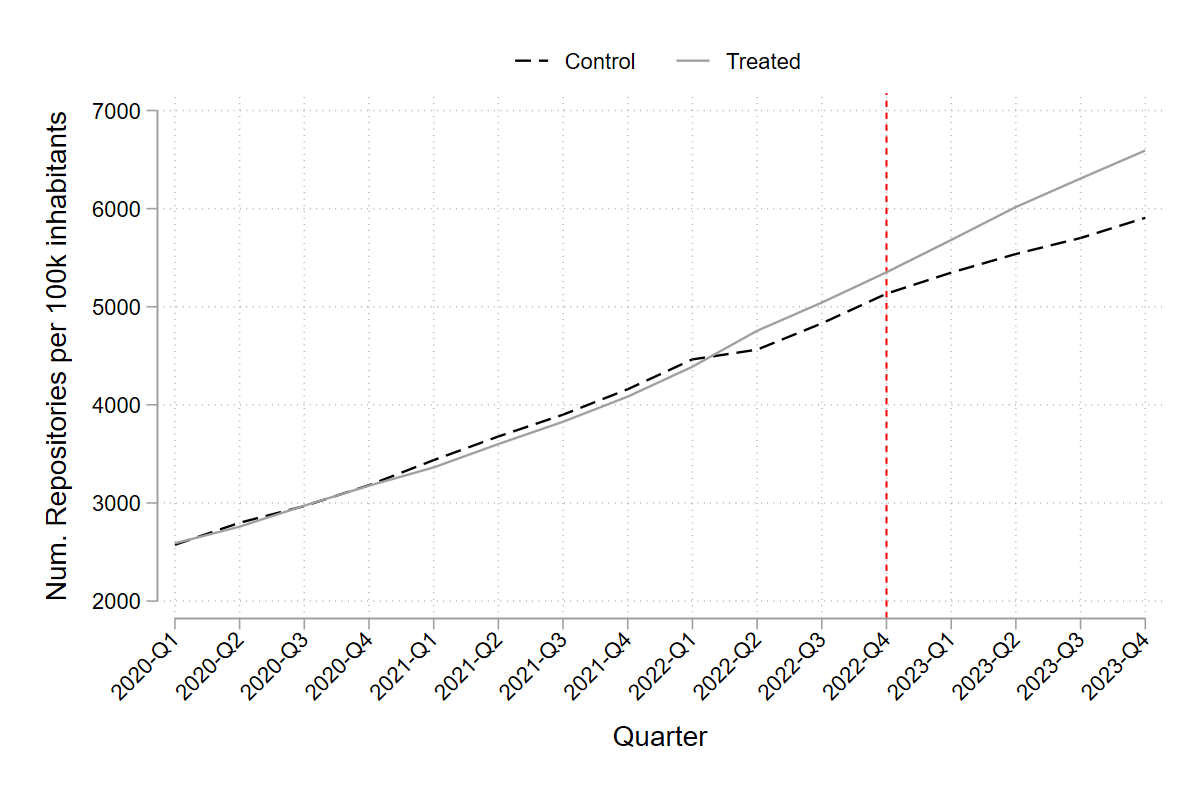 Control Treated
Num. Repositories per 100k inhabitants
7000
6000
5000
4000
3000
2000
2020-Q1 2020-Q2 2020-Q3 2020-Q4 2021-Q1 2021-Q2 2021-Q3 2021-Q4 2022-Q1 2022-Q2 2022-Q3 2022-Q4 2023-Q1 2023-Q2 2023-Q3 2023-Q4
Quarter